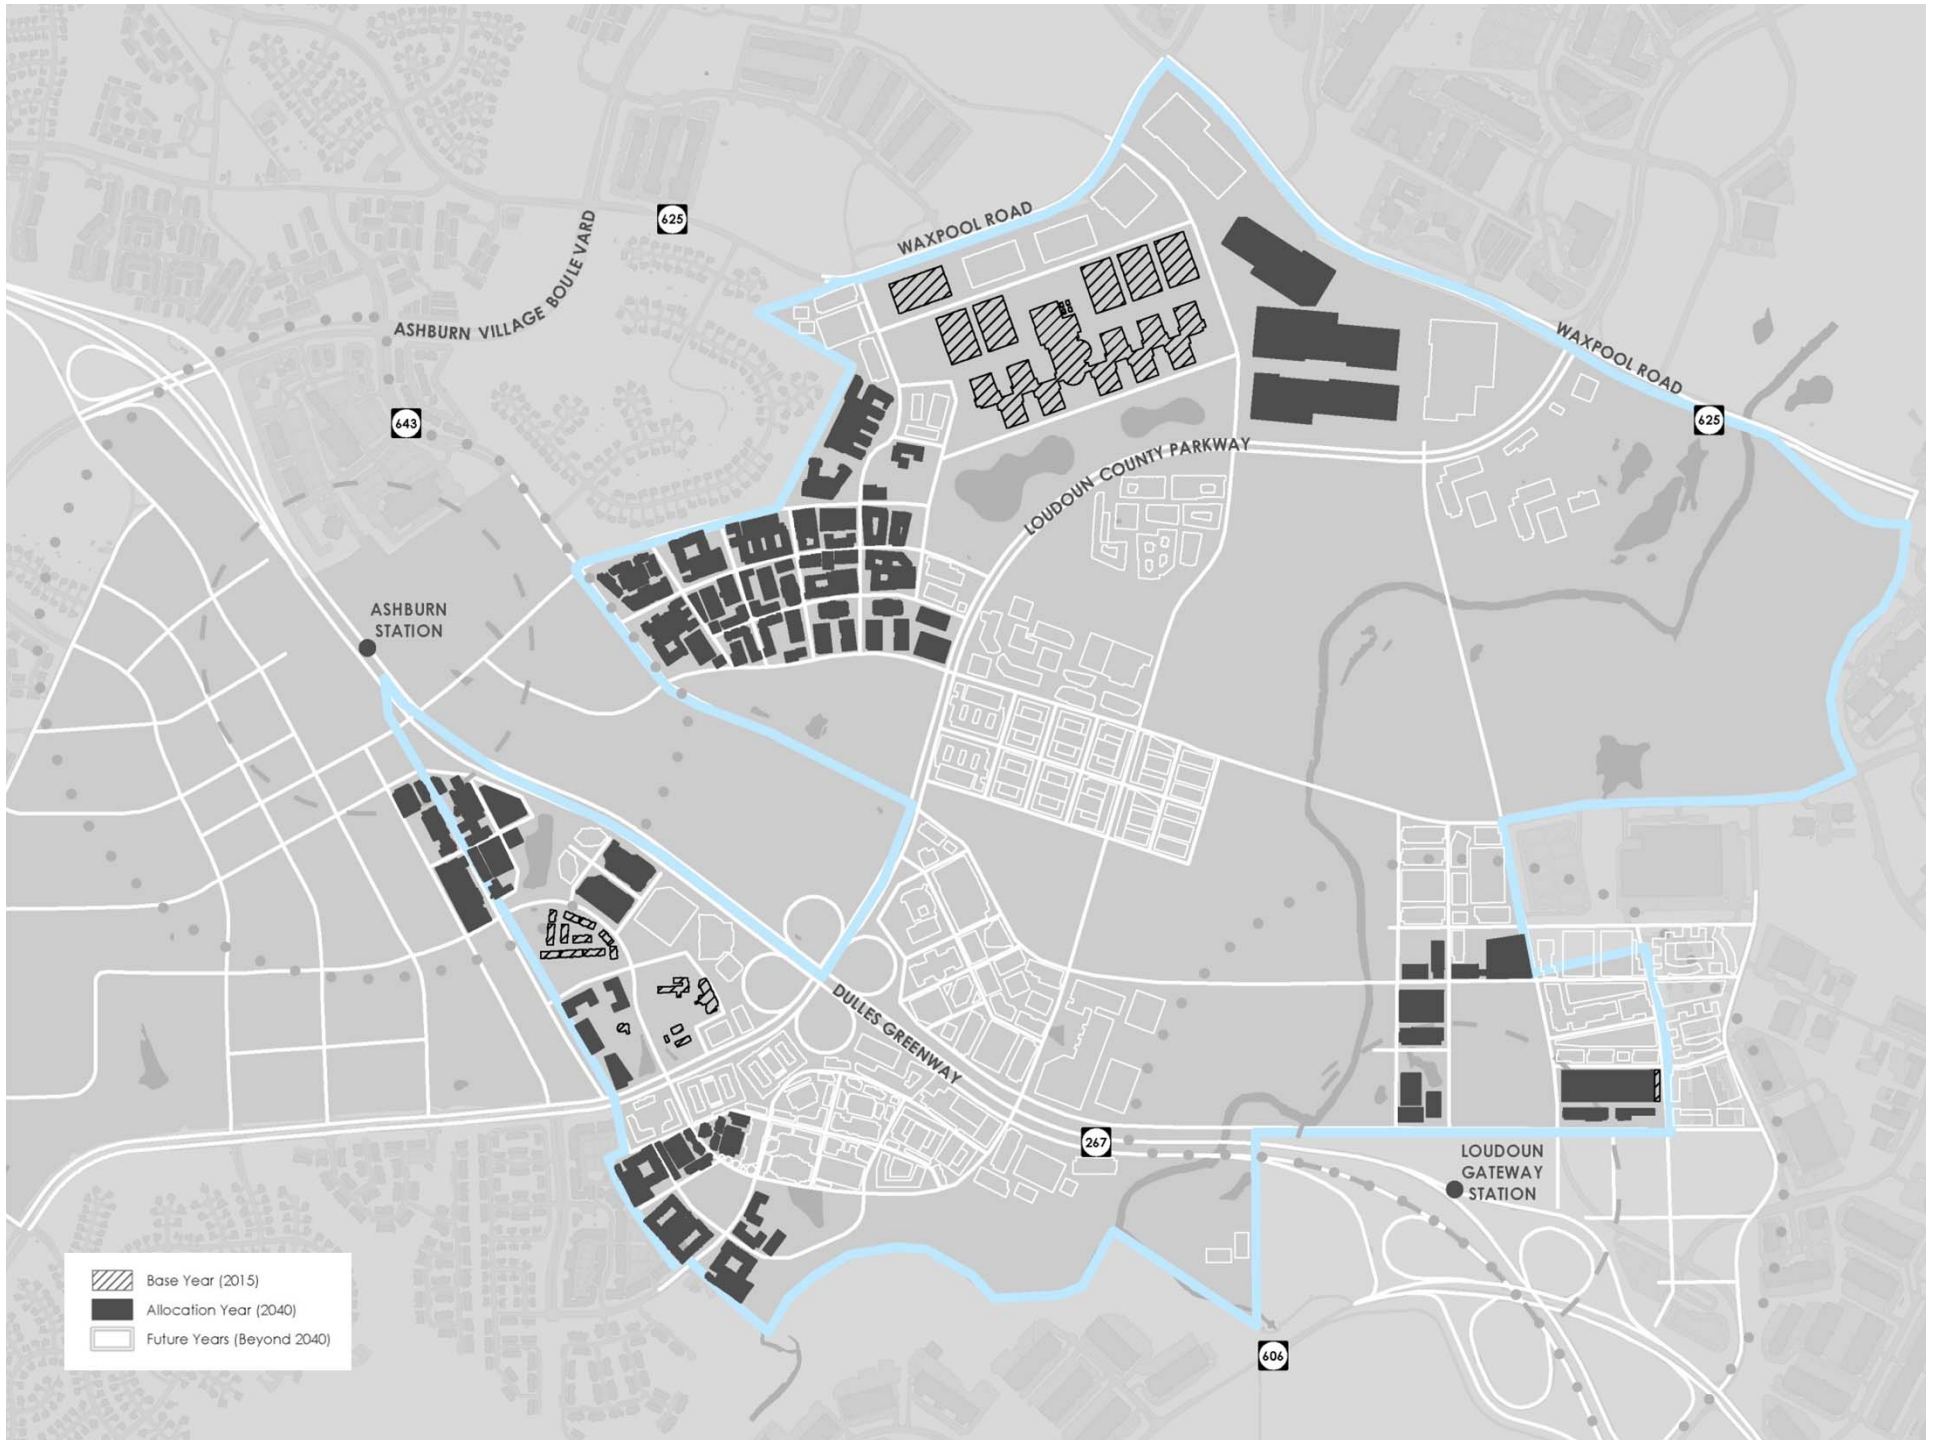 625
WAXPOOL ROAD
ASHBURN VILLAGE BOULEVARD
WAXPOOL ROAD
643
625
LOUDOUN COUNTY PARKWAY
ASHBURN
STATION
DULLES GREENWAY
267
LOUDOUN
GATEWAY
STATION
606
Base Year (2015)
Allocation Year (2040)
Future Years (Beyond 2040)